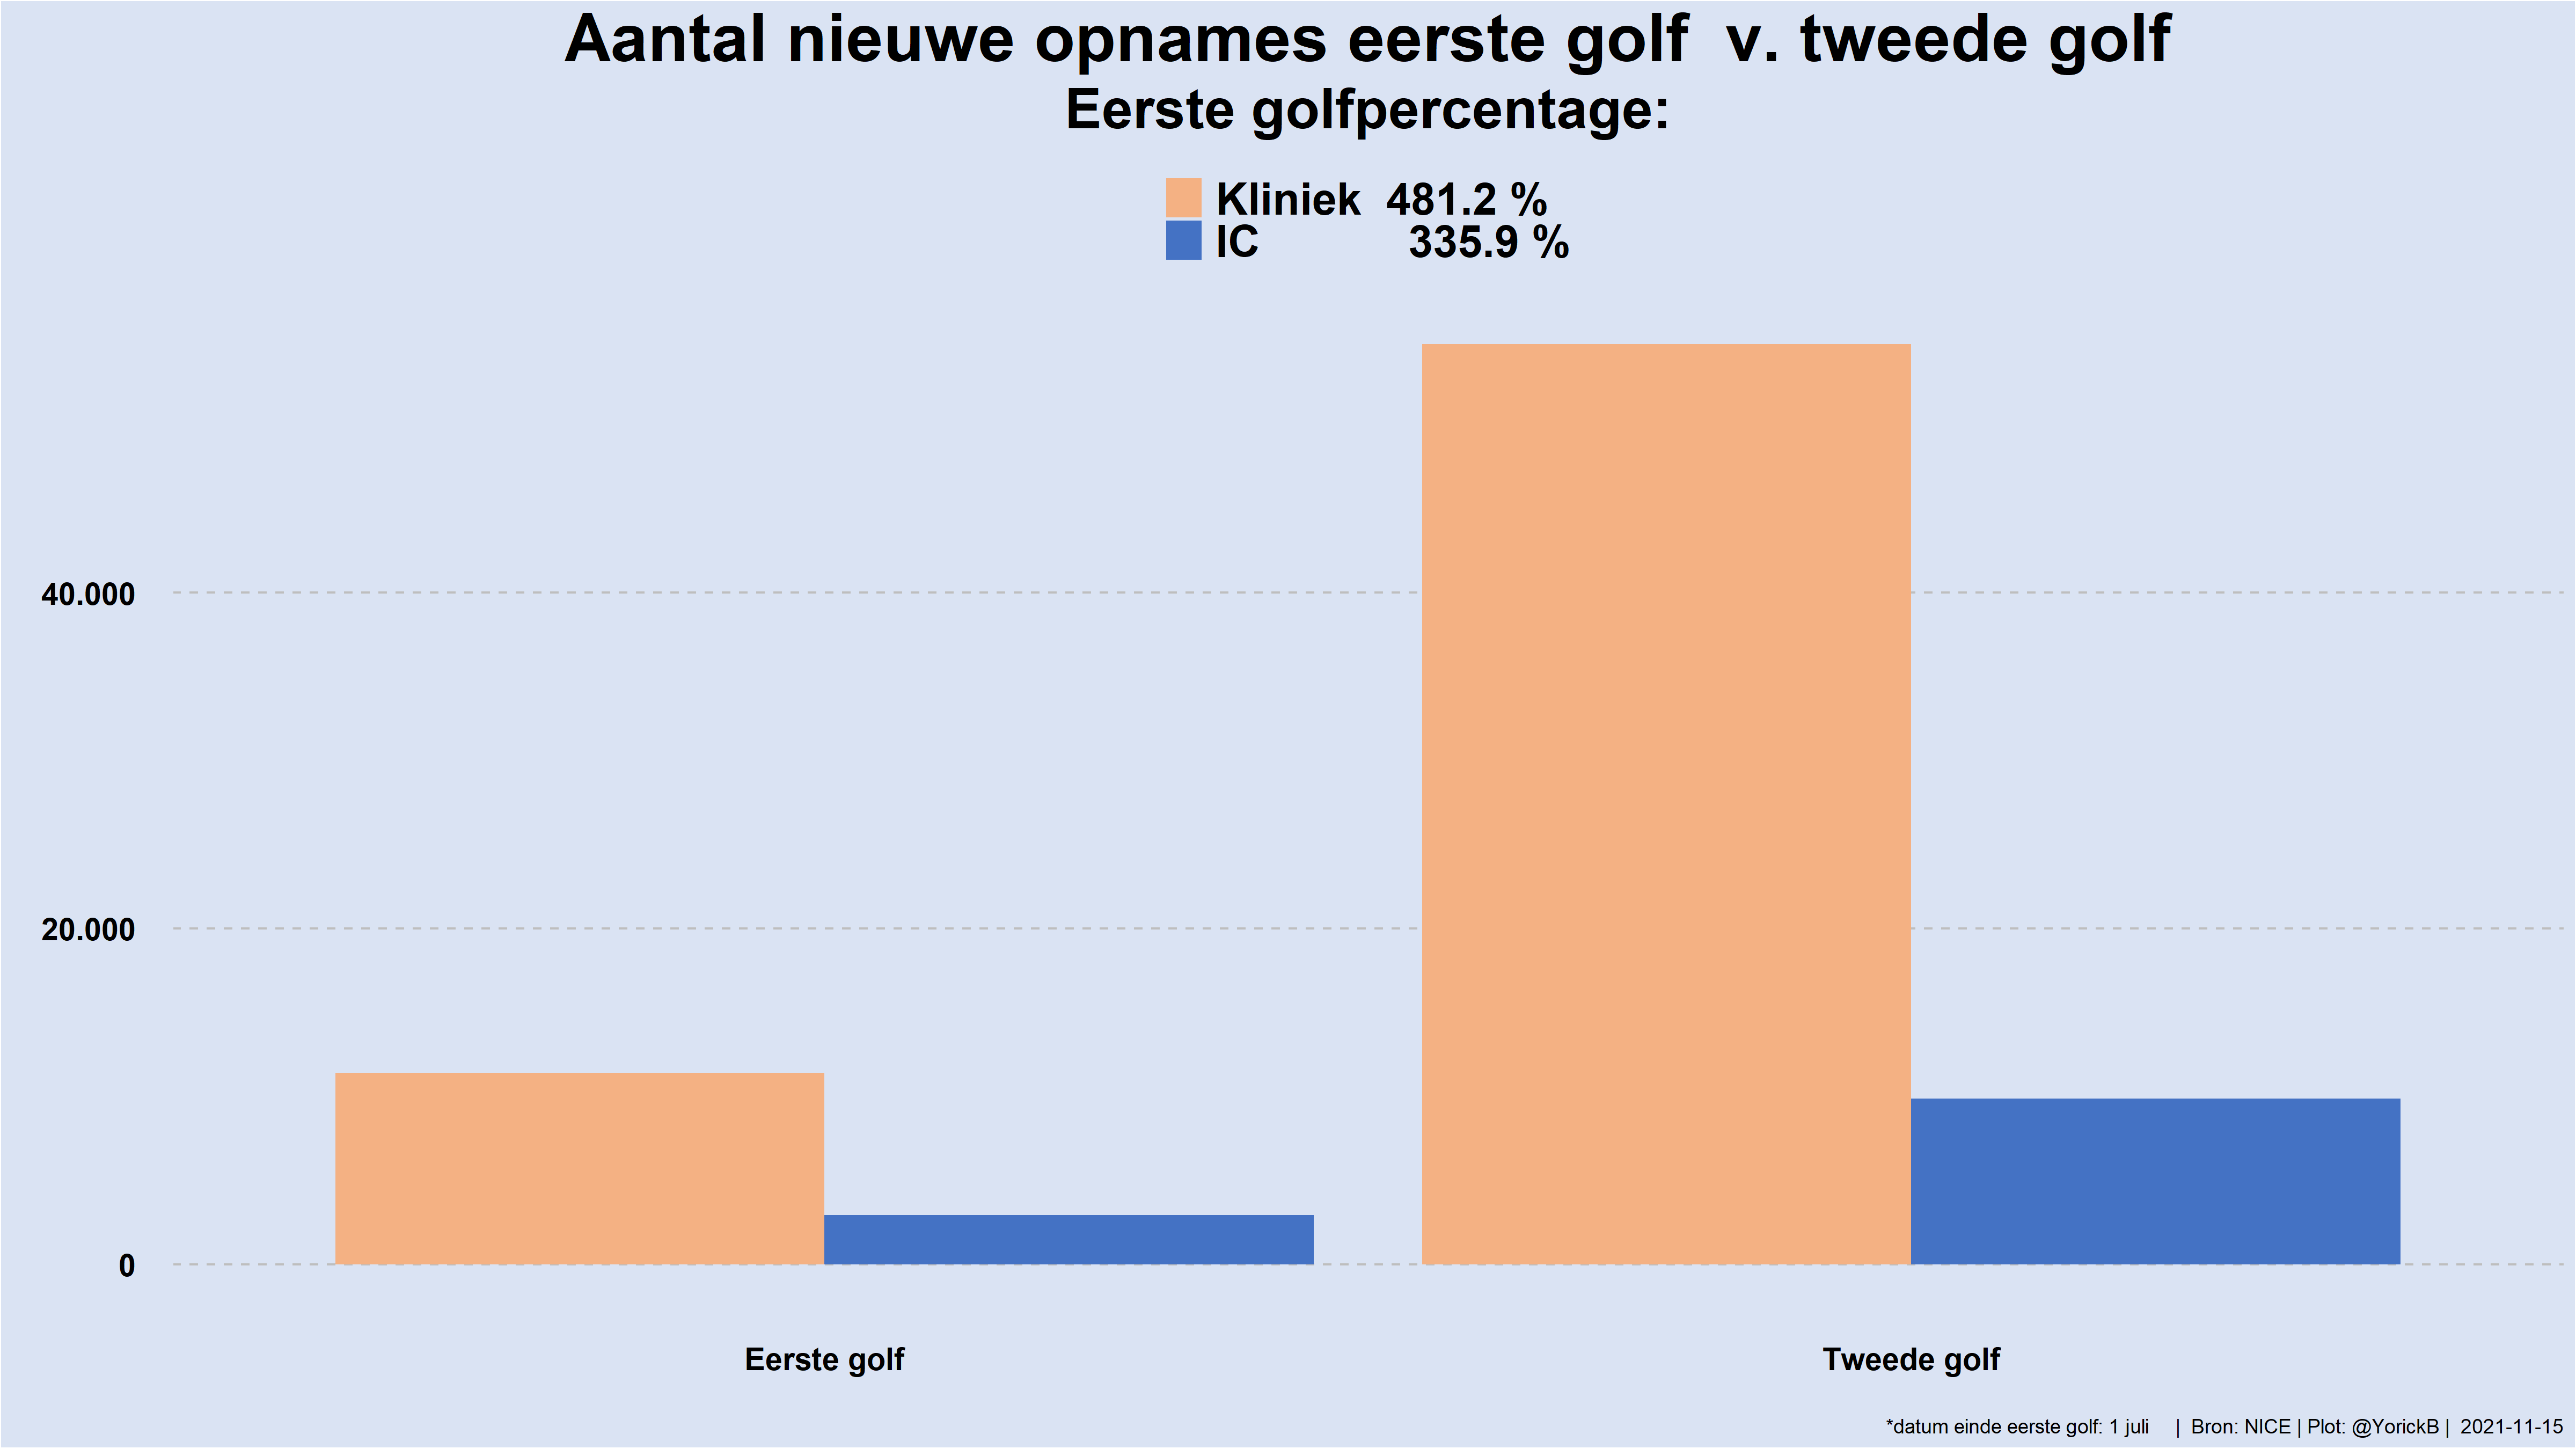 Aantal nieuwe opnames eerste golf  v. tweede golf
Eerste golfpercentage:
Kliniek  481.2 %
IC  335.9 %
40.000
20.000
0
Eerste golf
Tweede golf
*datum einde eerste golf: 1 juli  |  Bron: NICE | Plot: @YorickB |  2021-11-15